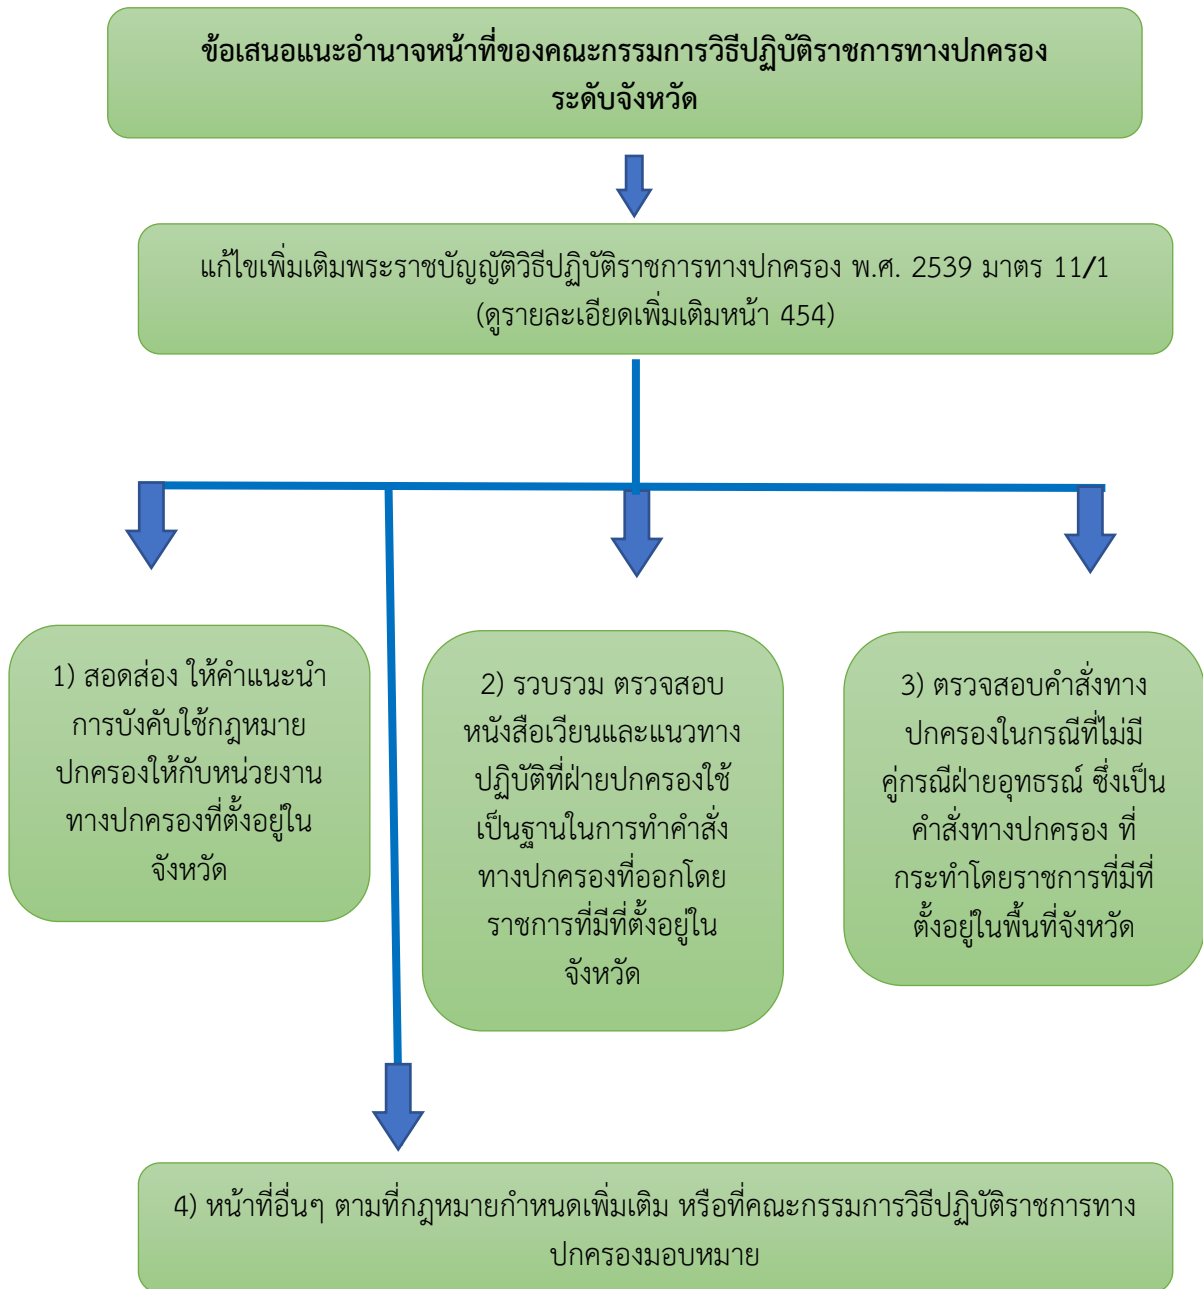 ข้อเสนอแนะอำนาจหน้าที่ของคณะกรรมการวิธีปฏิบัติราชการทางปกครอง
ระดับจังหวัด
แก้ไขเพิ่มเติมพระราชบัญญัติวิธีปฏิบัติราชการทางปกครอง พ.ศ. 2539 มาตร 11/1
(ดูรายละเอียดเพิ่มเติมหน้า 454)
1) สอดส่อง ให้คำแนะนำ
การบังคับใช้กฎหมาย
ปกครองให้กับหน่วยงาน
ทางปกครองที่ตั้งอยู่ใน
จังหวัด
2) รวบรวม ตรวจสอบ
หนังสือเวียนและแนวทาง
ปฏิบัติที่ฝ่ายปกครองใช้
เป็นฐานในการทำคำสั่ง
ทางปกครองที่ออกโดย
ราชการที่มีที่ตั้งอยู่ใน
จังหวัด
3) ตรวจสอบคำสั่งทาง
ปกครองในกรณีที่ไม่มี
คู่กรณีฝ่ายอุทธรณ์ ซึ่งเป็น
คำสั่งทางปกครอง ที่
กระทำโดยราชการที่มีที่
ตั้งอยู่ในพื้นที่จังหวัด
4) หน้าที่อื่นๆ ตามที่กฎหมายกำหนดเพิ่มเติม หรือที่คณะกรรมการวิธีปฏิบัติราชการทาง
ปกครองมอบหมาย